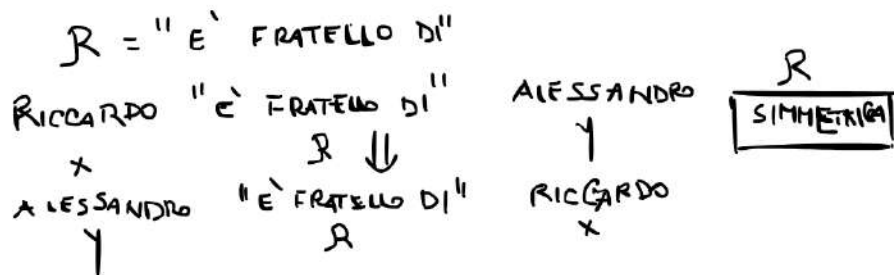 R = "E` FRATELLO DI"
RICCARDO "E` FRATELLO DI" ALESSANDRO R
x R ⇓ y SIMMETRICA
ALESSANDRO "E` FRATELLO DI" RICCARDO
y R x